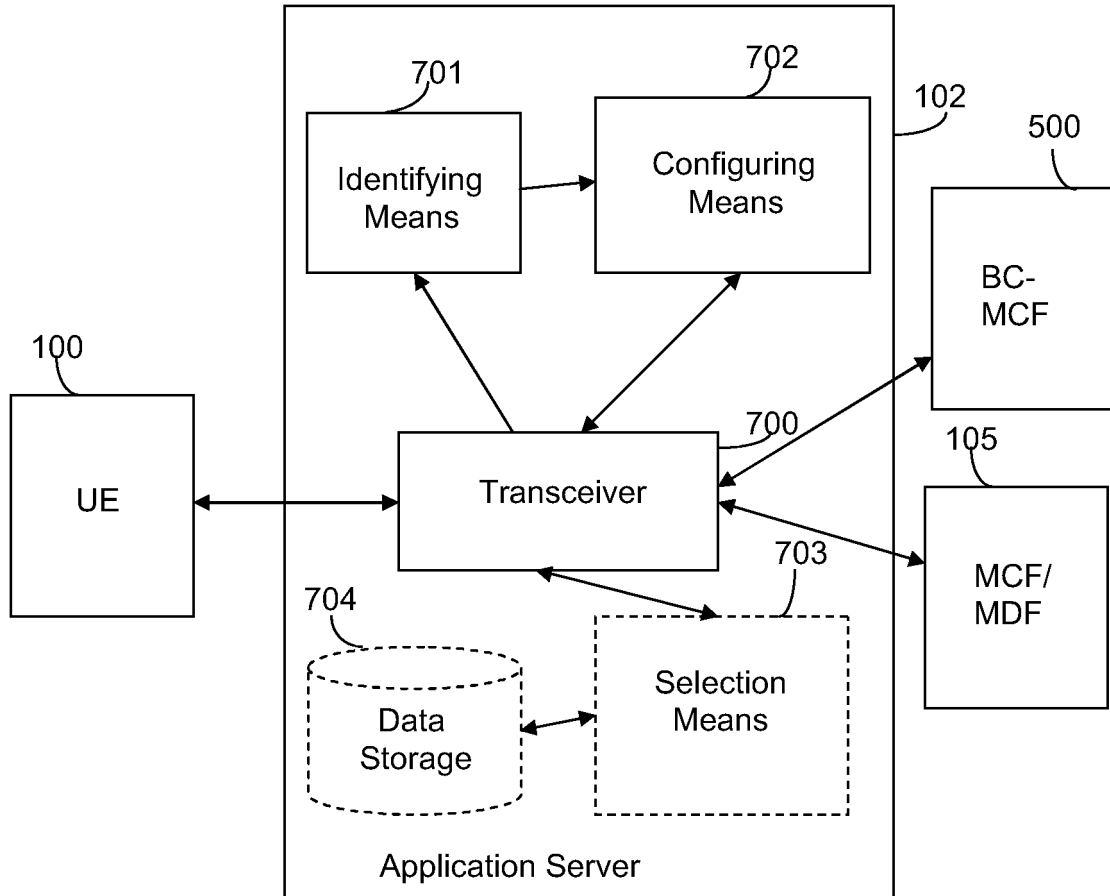 701
702
102
500
Identifying
Means
Configuring
Means
BC-
MCF
100
700
105
UE
Transceiver
703
MCF/
MDF
704
Selection
Means
Data
Storage
Application Server